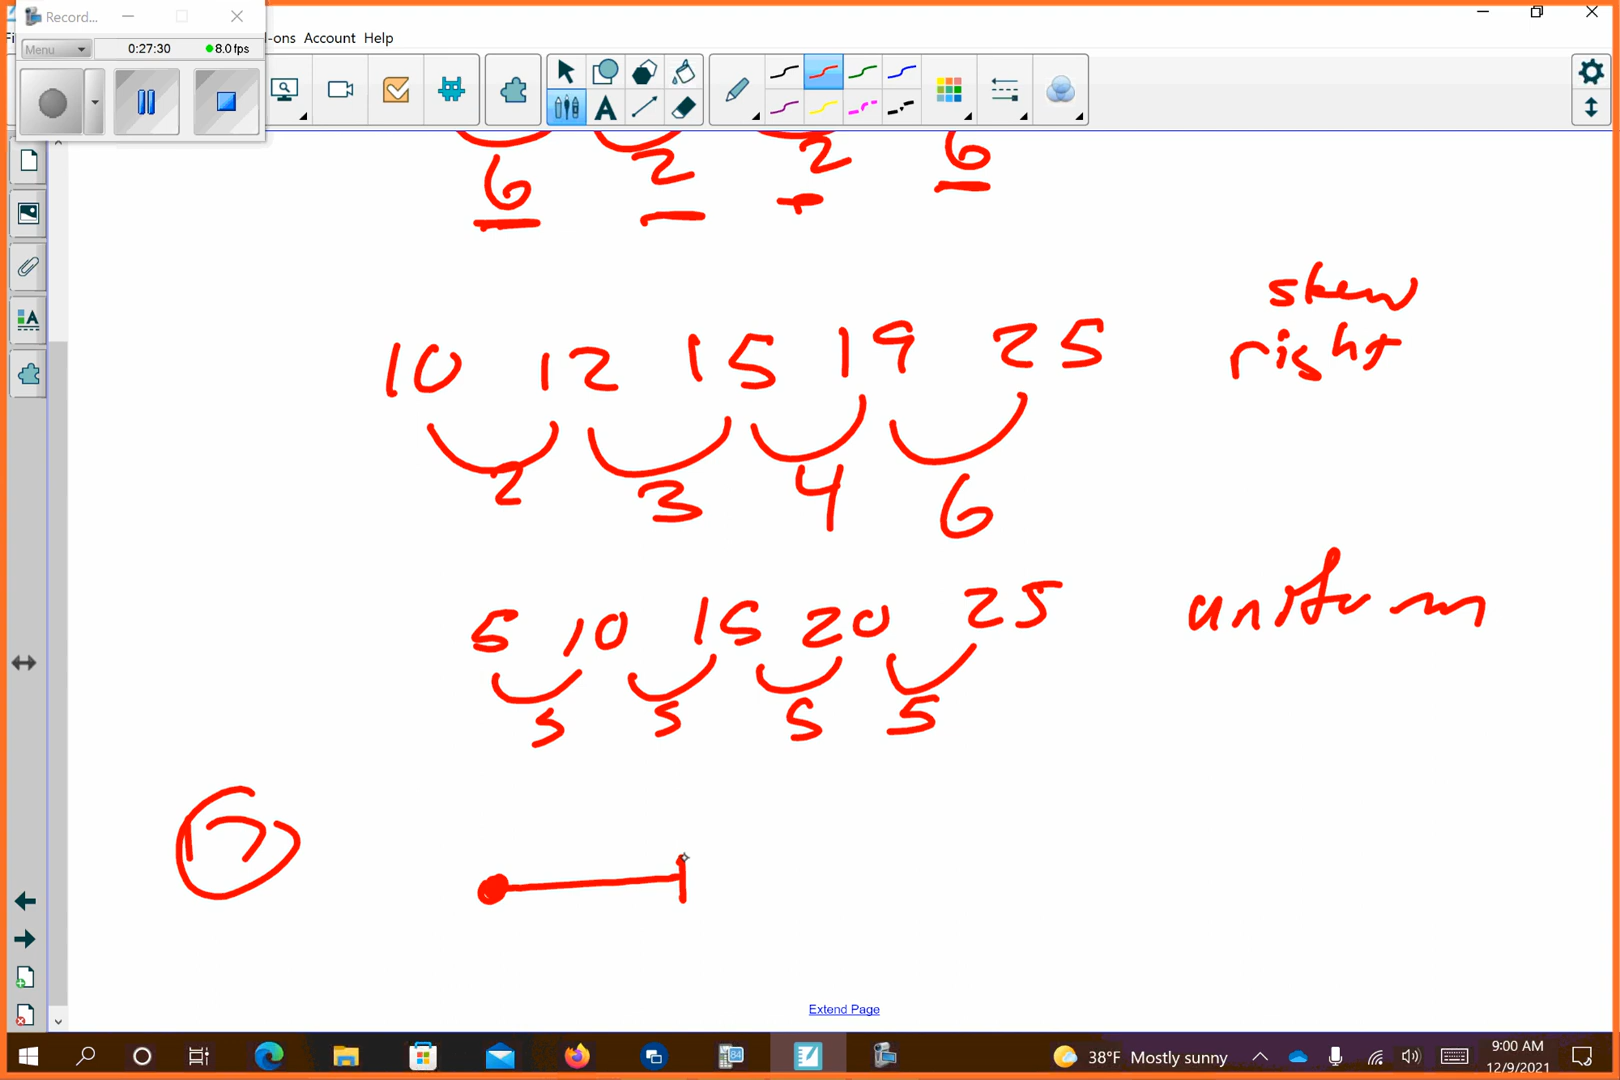 Record...
Menu
0:27:30
8.0 fps
-ons Account Help
6 2 2 6
skew
right
10 12 15 19 25
2 3 4 6
uniform
5 10 15 20 25
5 5 5 5
17
Extend Page
38°F Mostly sunny
9:00 AM
12/9/2021